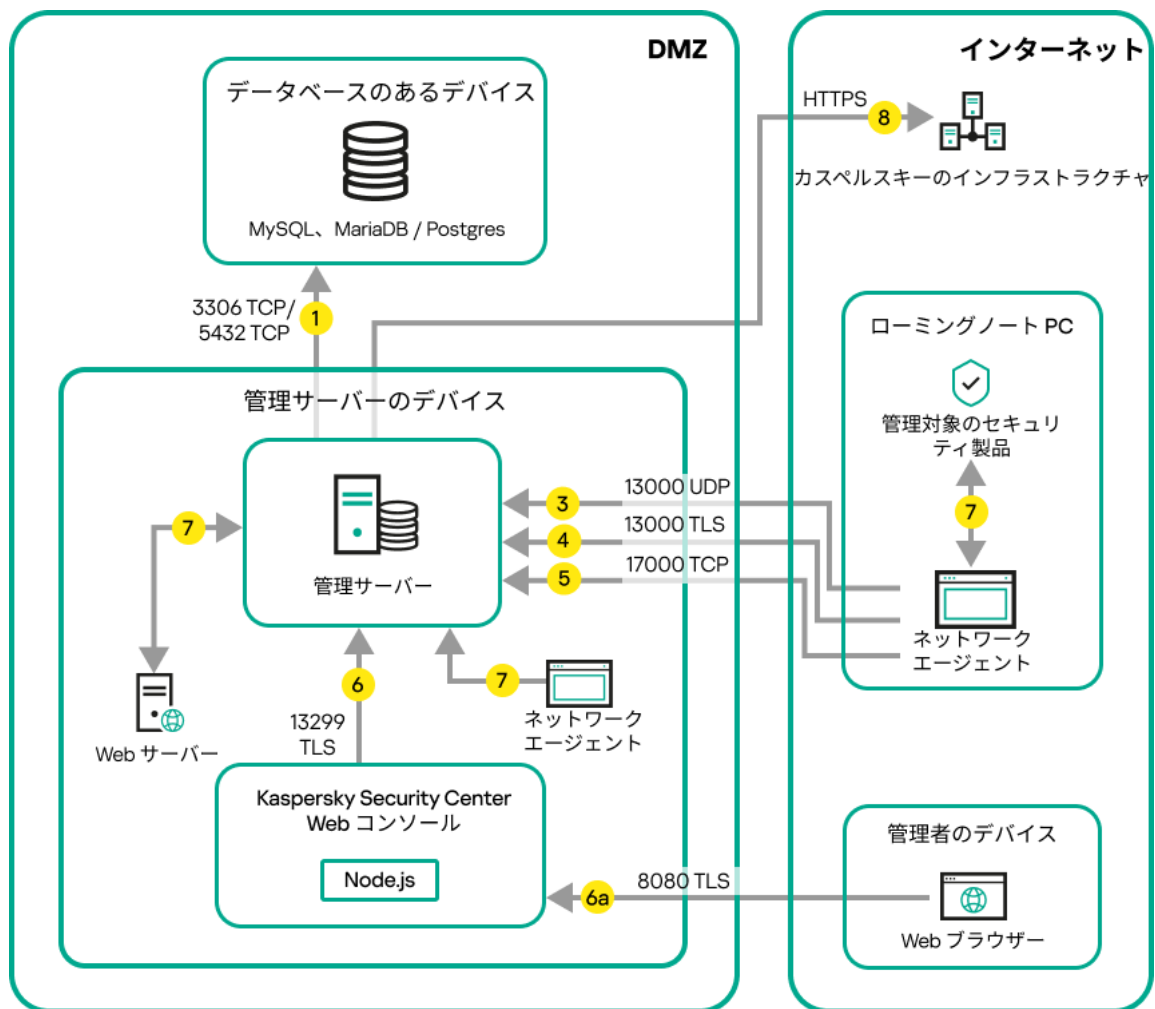 DMZ
データベースのあるデバイス
MySQL、MariaDB / Postgres
3306 TCP/
5432 TCP
1
管理サーバーのデバイス
管理サーバー
7
Web サーバー
6
13299
TLS
7
ネットワーク
エージェント
Kaspersky Security Center
Web コンソール
Node.js
インターネット
HTTPS
8
カスペルスキーのインフラストラクチャ
ローミングノート PC
管理対象のセキュリ
ティ製品
7
ネットワーク
エージェント
3
13000 UDP
4
13000 TLS
5
17000 TCP
6a
8080 TLS
管理者のデバイス
Web ブラウザー